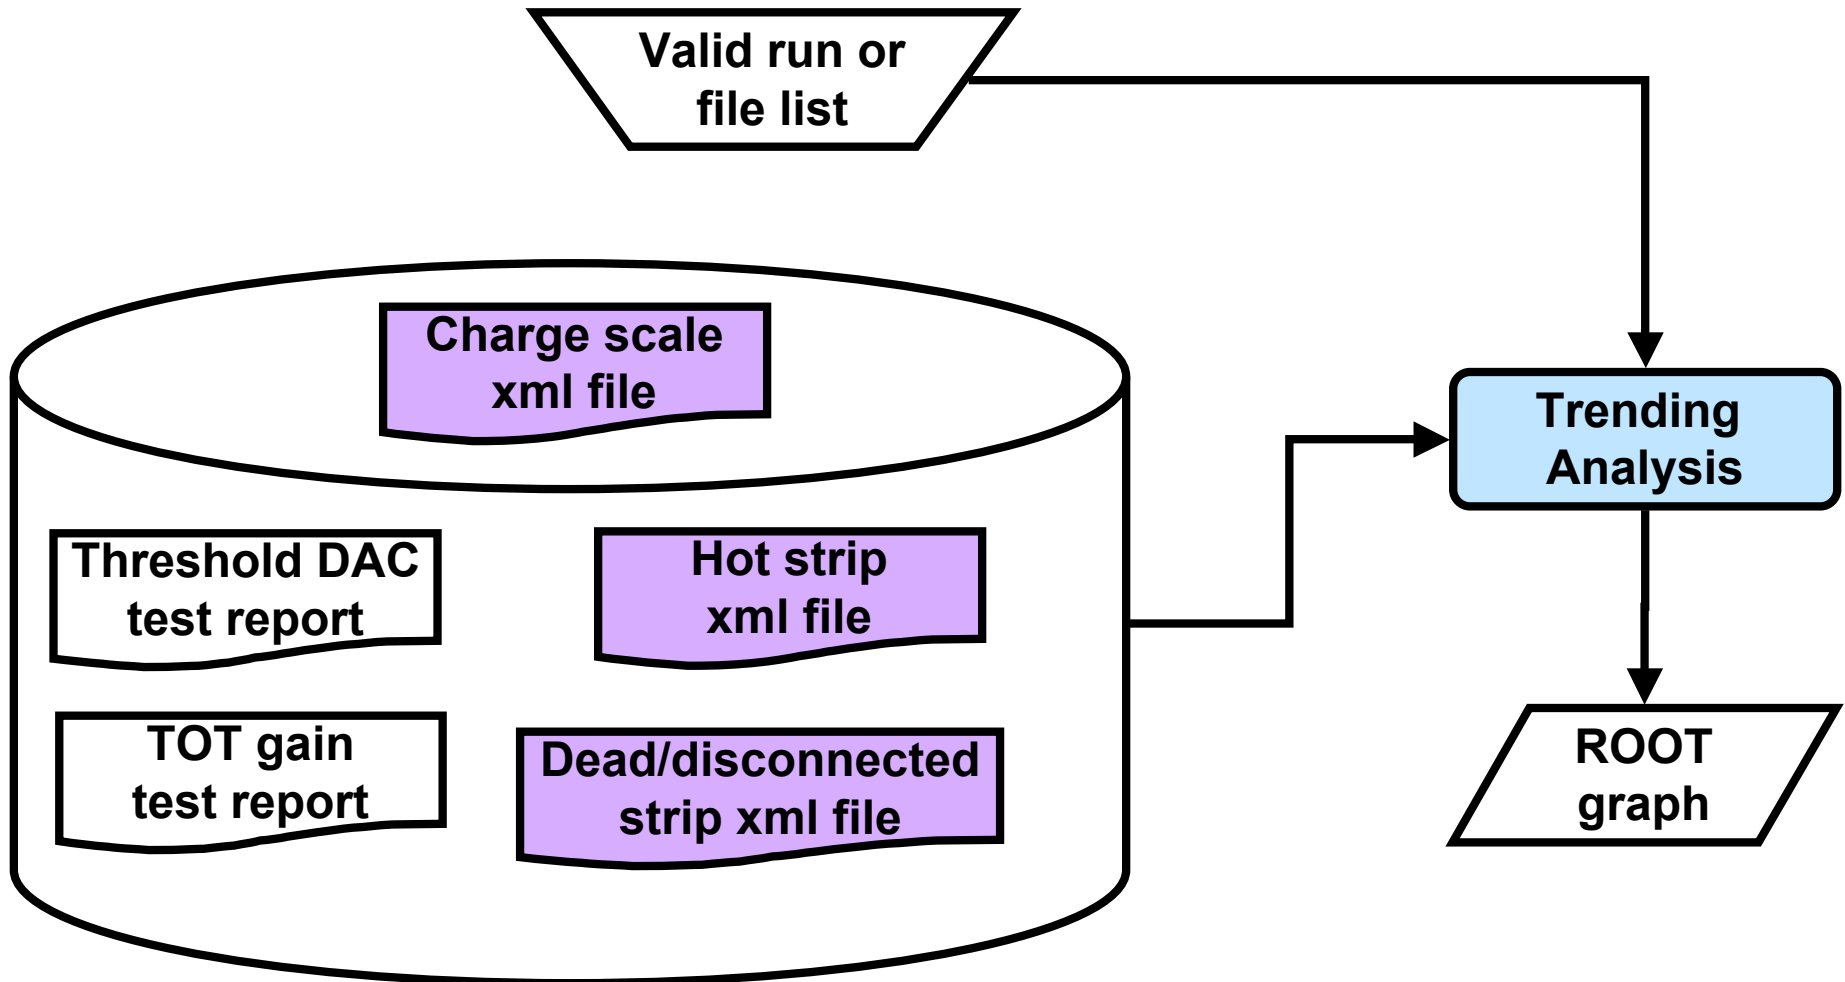 Valid run or
file list
Charge scale
xml file
Trending
Analysis
Threshold DAC
test report
Hot strip
xml file
TOT gain
test report
Dead/disconnected
strip xml file
ROOT
graph